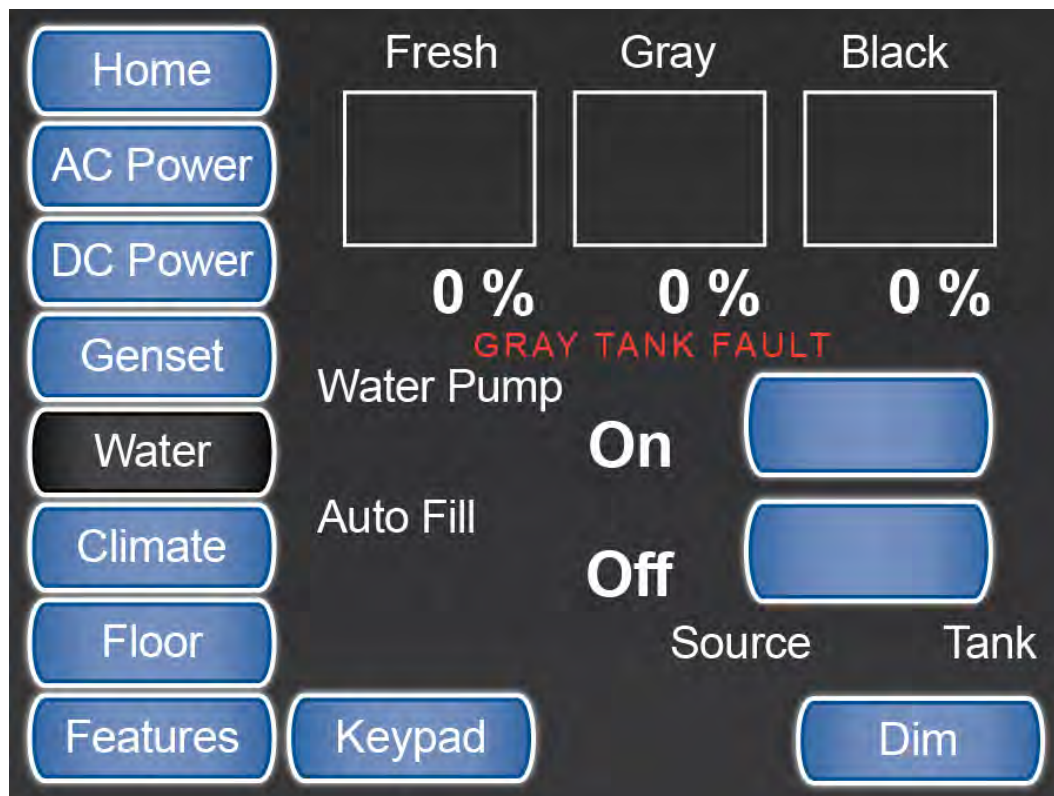 Home
AC Power
DC Power
Genset
Water
Climate
Floor
Features
Fresh Gray Black
0 % 0 % 0 %
GRAY TANK FAULT
Water Pump
On
Auto Fill
Off
Source Tank
Keypad Dim